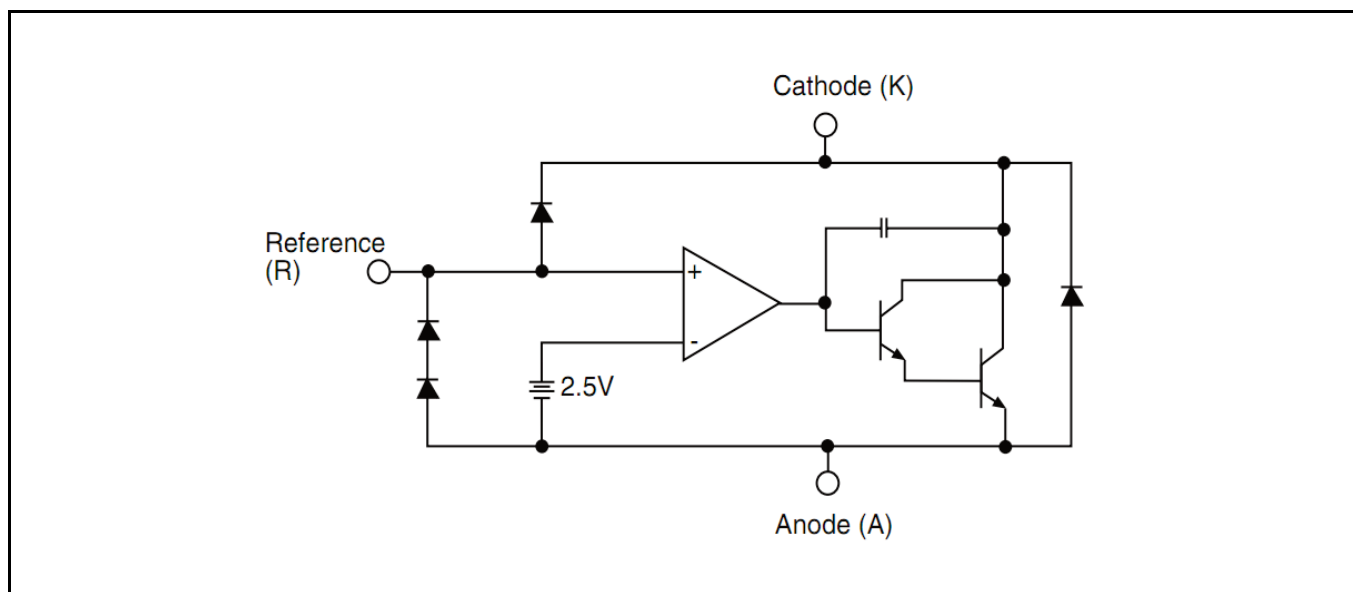 Cathode (K)
Reference
(R)
+
-
2.5V
Anode (A)